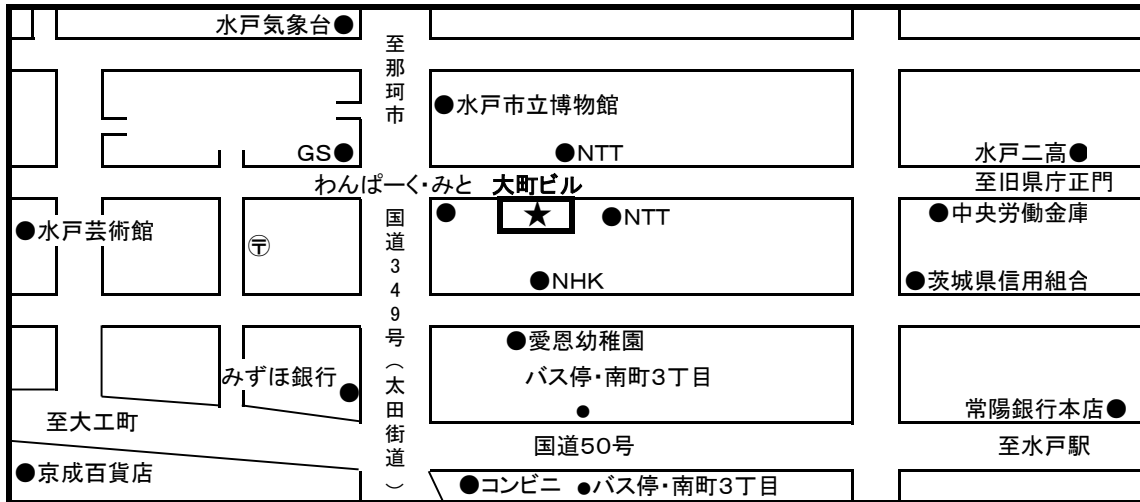 水戸気象台●
至那珂市
●水戸市立博物館
GS●
●NTT
水戸二高●
わんぱーく・みと
大町ビル
至旧県庁正門
●水戸芸術館
〒
国道349号(太田街道)
★
●NTT
●中央労働金庫
●NHK
●茨城県信用組合
●愛恩幼稚園
みずほ銀行
バス停・南町3丁目
至大工町
常陽銀行本店●
国道50号
至水戸駅
●京成百貨店
●コンビニ
●バス停・南町3丁目